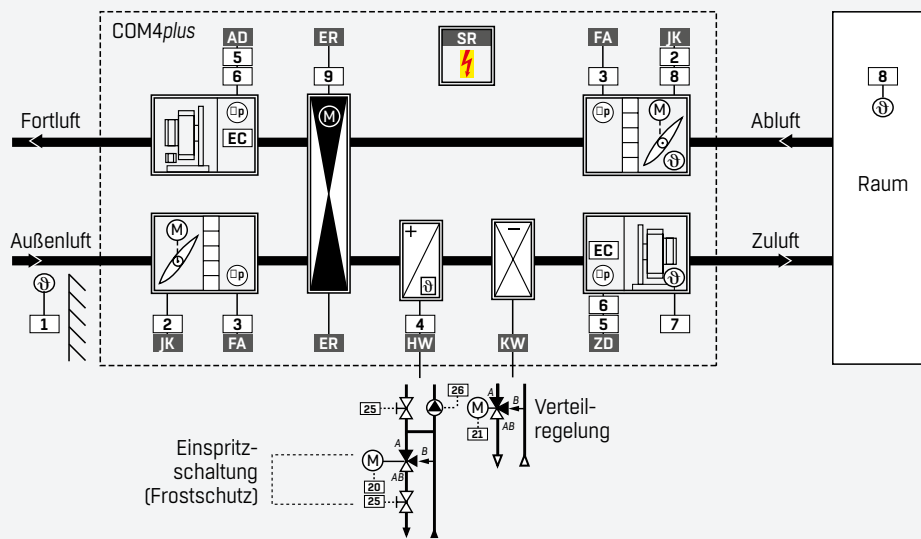 COM4plus
AD
5
6
ER
9
SR
FA
3
JK
2
8
8
ϑ
Fortluft
□p
EC
M
□p
M
ϑ
Abluft
Raum
Außenluft
M
□p
+
ϑ
−
EC
□p
ϑ
Zuluft
ϑ
1
2
JK
3
FA
ER
4
HW
KW
6
5
ZD
7
25
26
A
M
B
21
AB
Verteil-
regelung
Einspritz-
schaltung
(Frostschutz)
A
M
B
20
AB
25